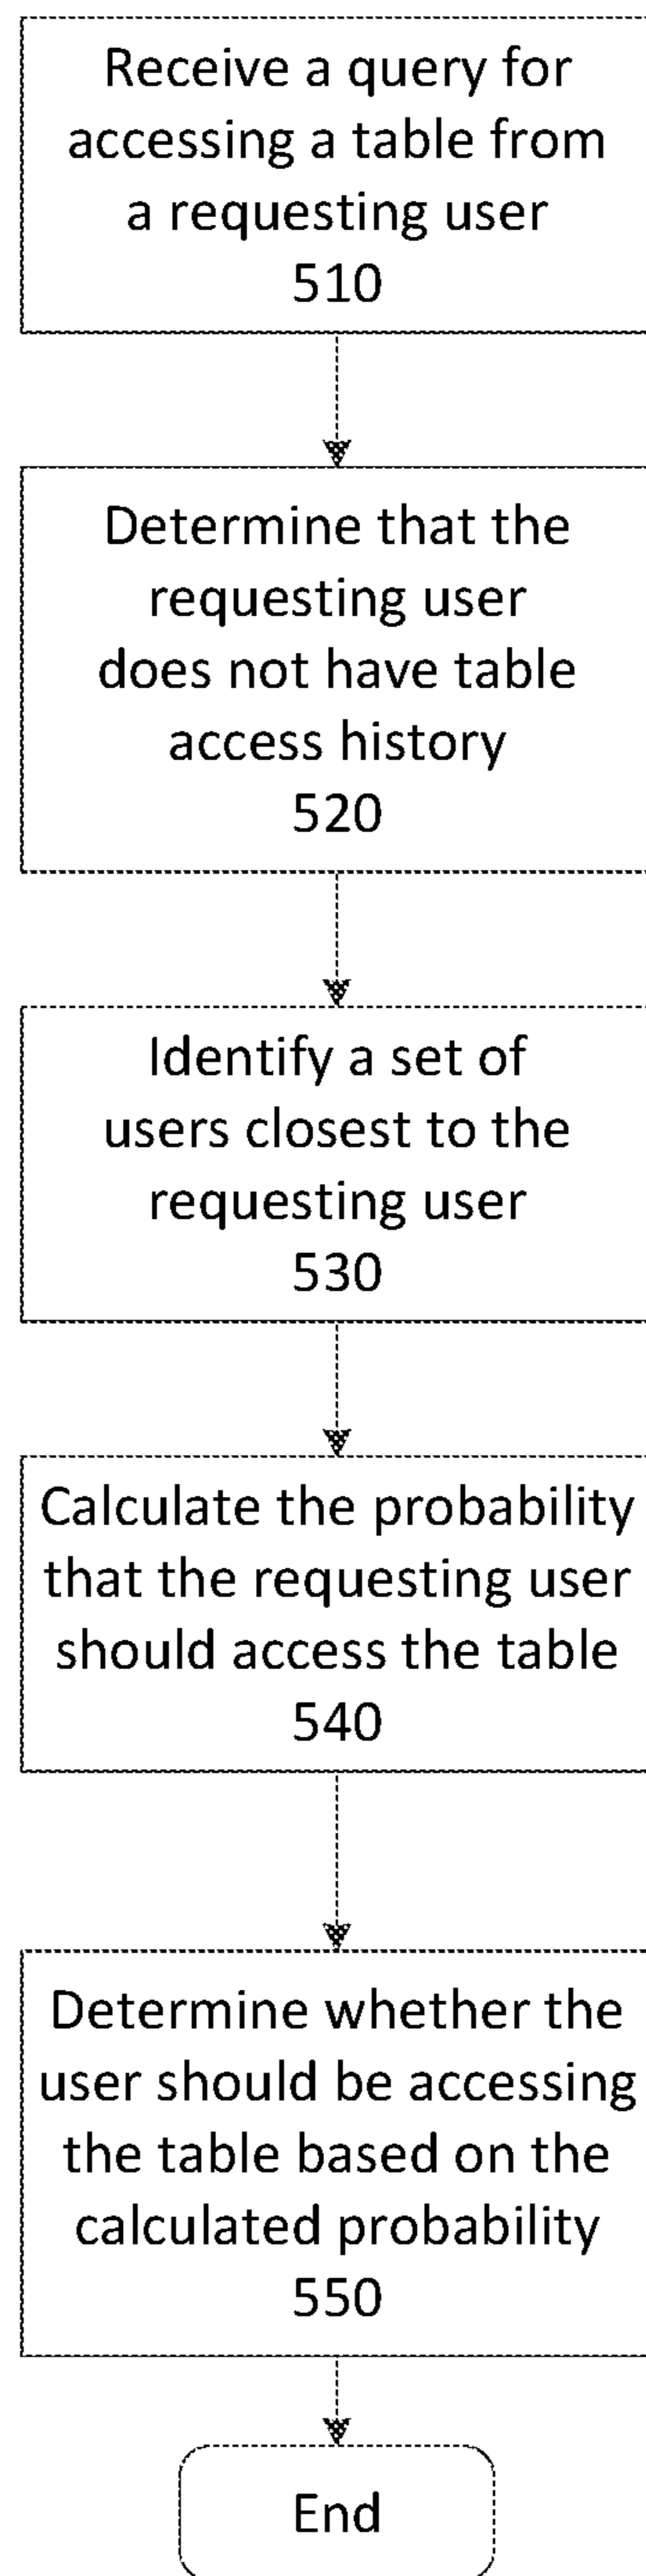 Receive a query for
accessing a table from
a requesting user
510
Determine that the
requesting user
does not have table
access history
520
Identify a set of
users closest to the
requesting user
530
Calculate the probability
that the requesting user
should access the table
540
Determine whether the
user should be accessing
the table based on the
calculated probability
550
End